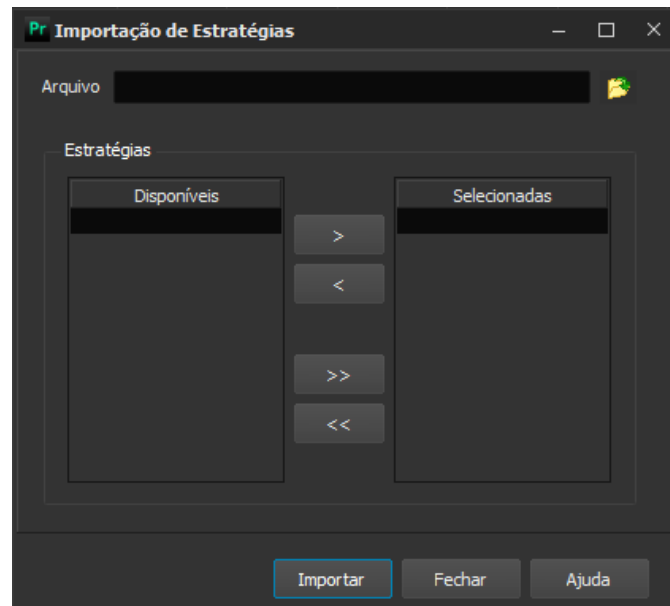 Pr Importação de Estratégias
Arquivo
Estratégias
Disponíveis
Selecionadas
>
<
>>
<<
Importar
Fechar
Ajuda